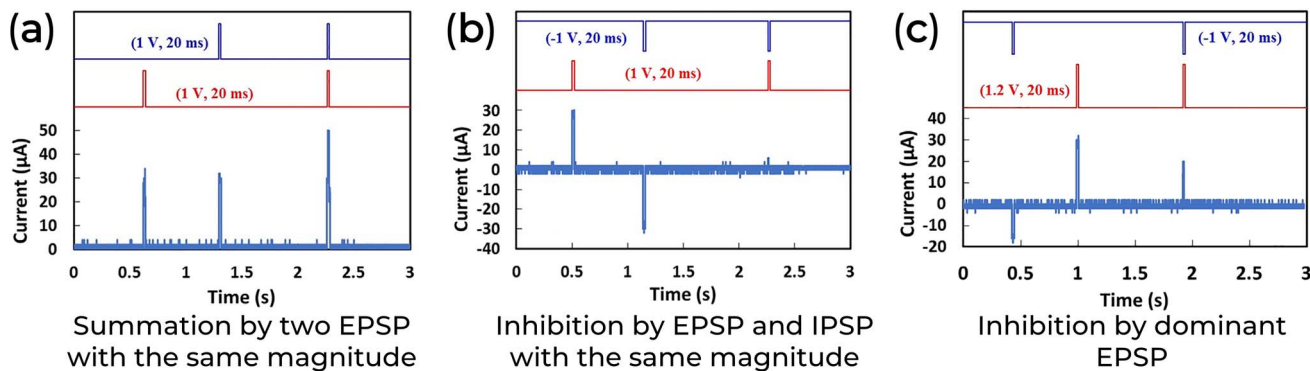 (a)
(1 V, 20 ms)
(1 V, 20 ms)
Current (µA)
50
40
30
20
10
0
0 0.5 1 1.5 2 2.5 3
Time (s)
Summation by two EPSP
with the same magnitude
(b)
(-1 V, 20 ms)
(1 V, 20 ms)
Current (µA)
30
20
10
0
-10
-20
-30
-40
0 0.5 1 1.5 2 2.5 3
Time (s)
Inhibition by EPSP and IPSP
with the same magnitude
(c)
(-1 V, 20 ms)
(1.2 V, 20 ms)
Current (µA)
40
30
20
10
0
-10
-20
0 0.5 1 1.5 2 2.5 3
Time (s)
Inhibition by dominant
EPSP